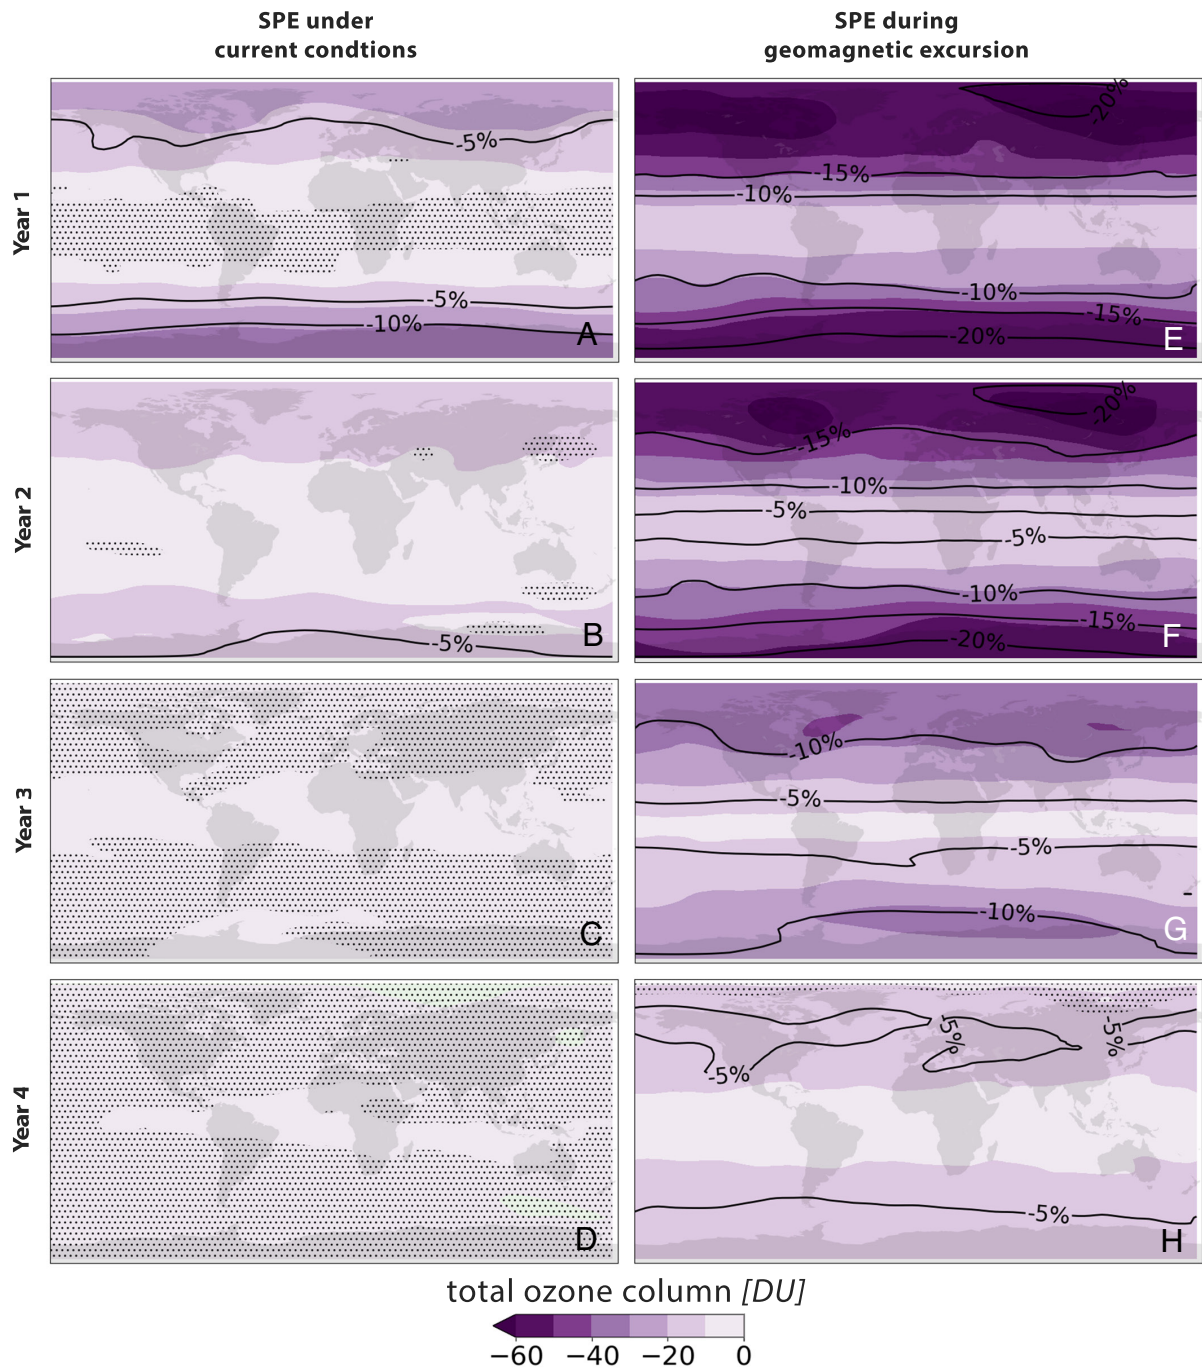 SPE under
current condtions
SPE during
geomagnetic excursion
Year 1
-5%
-5%
-10%
A
-20%
-15%
-10%
-10%
-15%
-20%
E
Year 2
-5%
B
-20%
-15%
-10%
-5%
-5%
-10%
-15%
-20%
F
Year 3
C
-10%
-5%
-5%
-
-10%
G
Year 4
D
-5%
-5%
-5%
-5%
H
total ozone column [DU]
−60 −40 −20 0